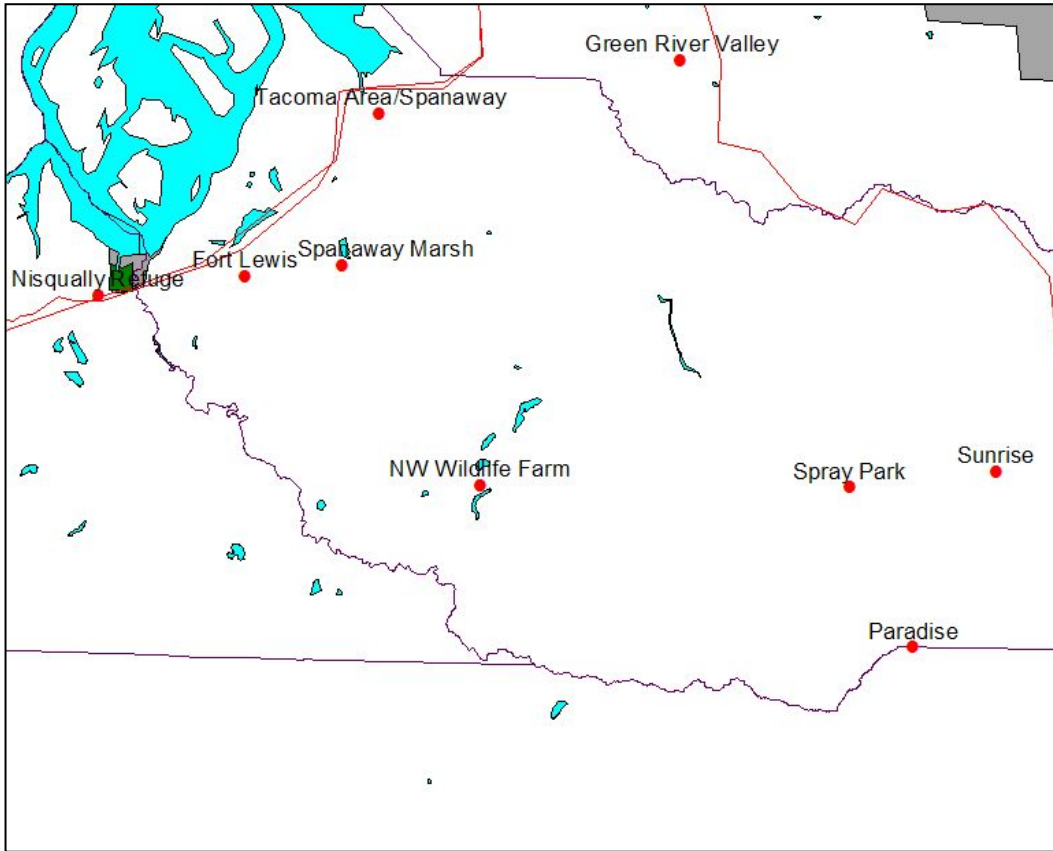 Green River Valley
Tacoma Area/Spanaway
Spanaway Marsh
Fort Lewis
Nisqually Refuge
NW Wildlife Farm
Spray Park
Sunrise
Paradise